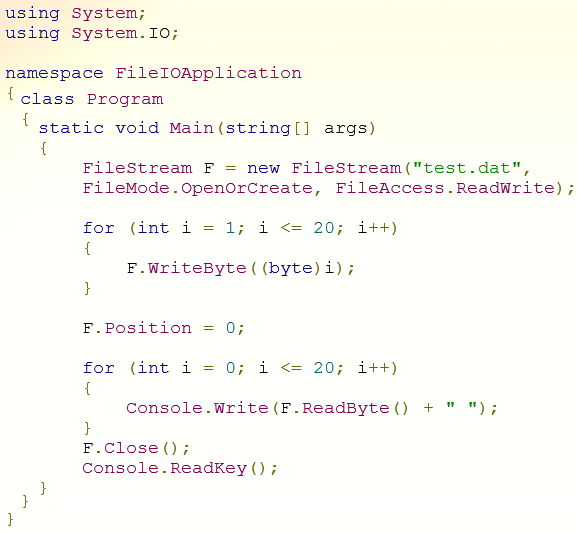 using System;
using System.IO;
namespace FileIOApplication
{ class Program
{
static void Main(string[] args)
{
FileStream F = new FileStream("test.dat",
FileMode.OpenOrCreate, FileAccess.ReadWrite);
for (int i = 1; i <= 20; i++)
{
F.WriteByte((byte)i);
}
F.Position = 0;
for (int i = 0; i <= 20; i++)
{
Console.Write(F.ReadByte() + " ");
}
F.Close();
Console.ReadKey();
}
}
}